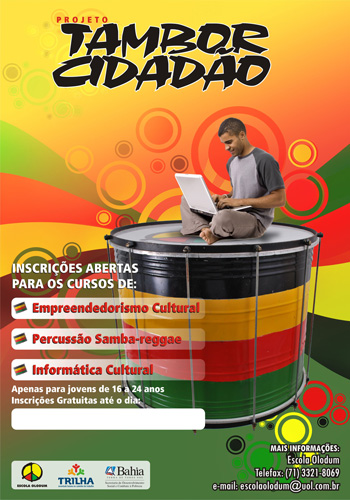 PROJETO
TAMBOR
CIDADÃO
INSCRIÇÕES ABERTAS
PARA OS CURSOS DE:
Empreendedorismo Cultural
Percussão Samba-reggae
Informática Cultural
Apenas para jovens de 16 a 24 anos
Inscrições Gratuitas até o dia:
MAIS INFORMAÇÕES:
Escola Olodum
Telefax: (71) 3321-8069
e-mail: escolaolodum@uol.com.br
ESCOLA OLODUM
TRILHA
Bahia